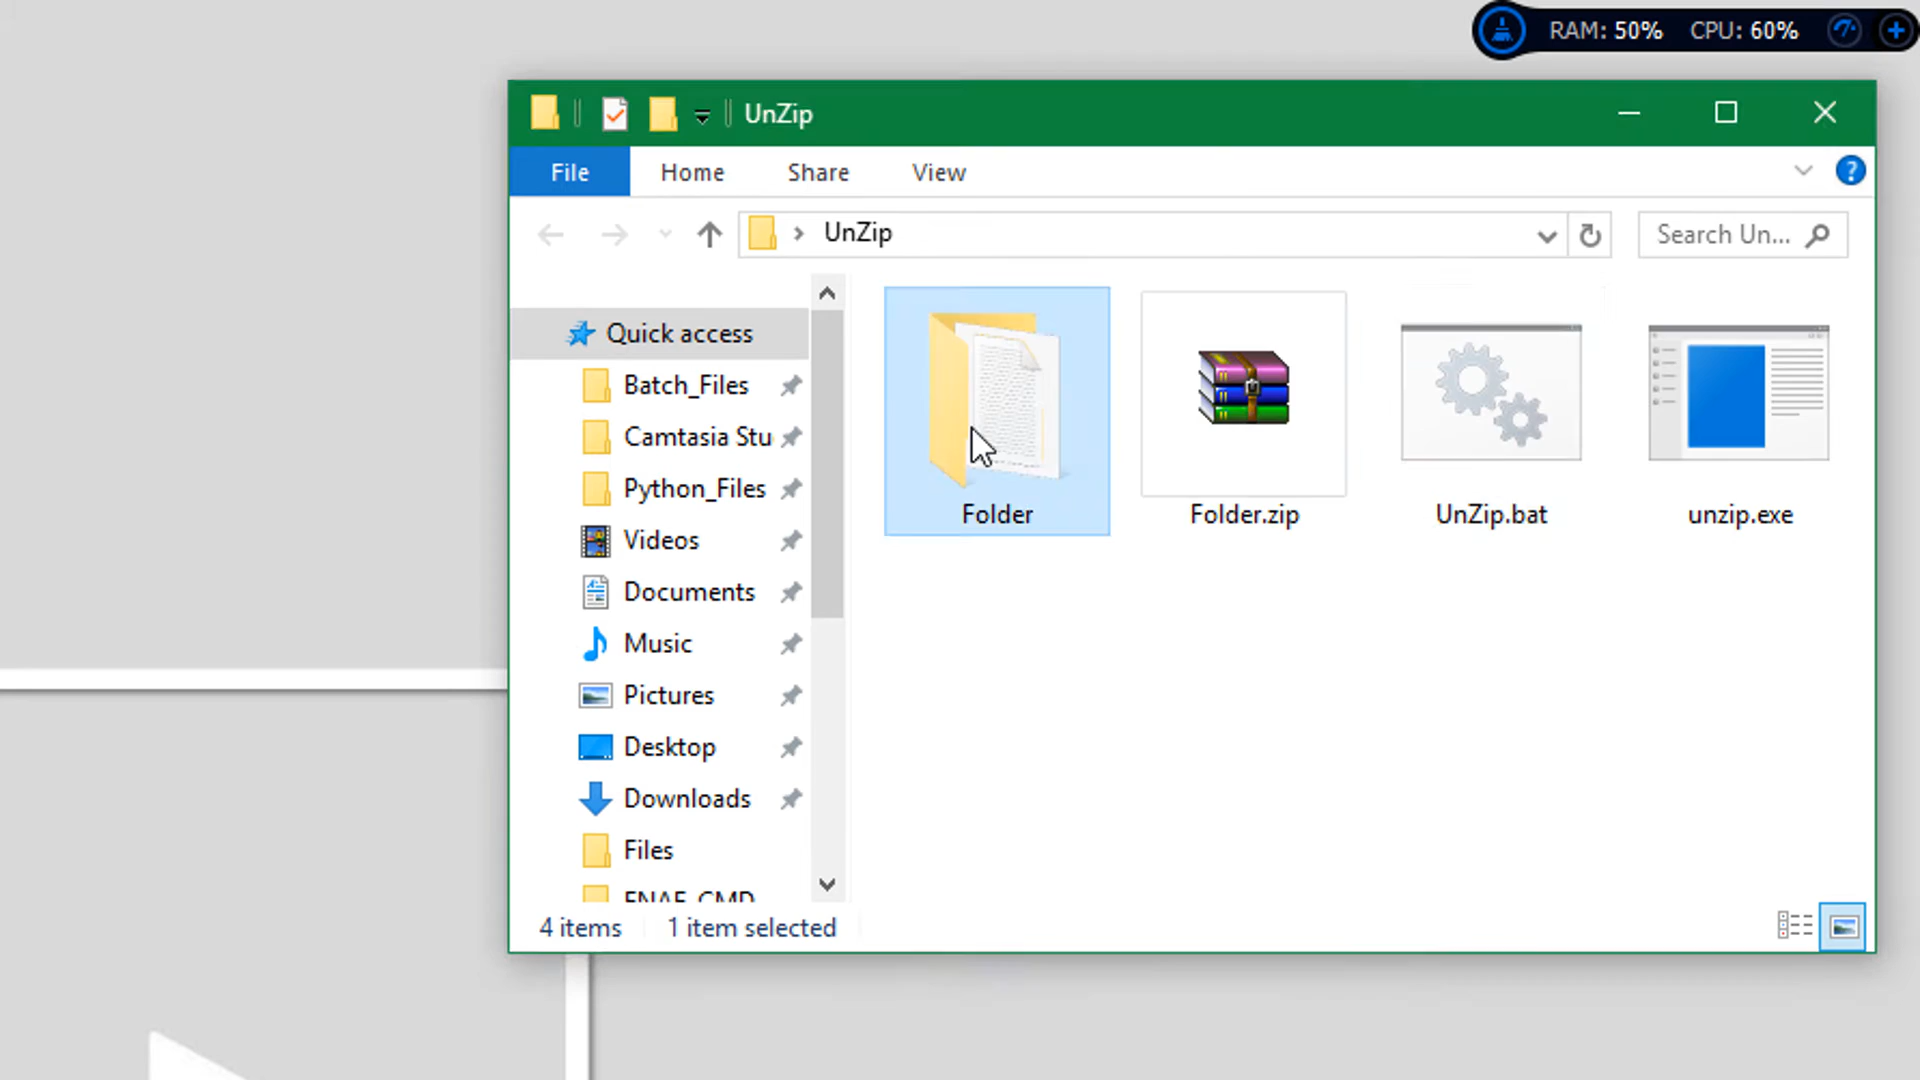 RAM: 50% CPU: 60%
UnZip
File Home Share View
UnZip
Search Un...
Quick access
Batch_Files
Camtasia Stu
Python_Files
Videos
Documents
Music
Pictures
Desktop
Downloads
Files
Folder
Folder.zip
UnZip.bat
unzip.exe
4 items 1 item selected